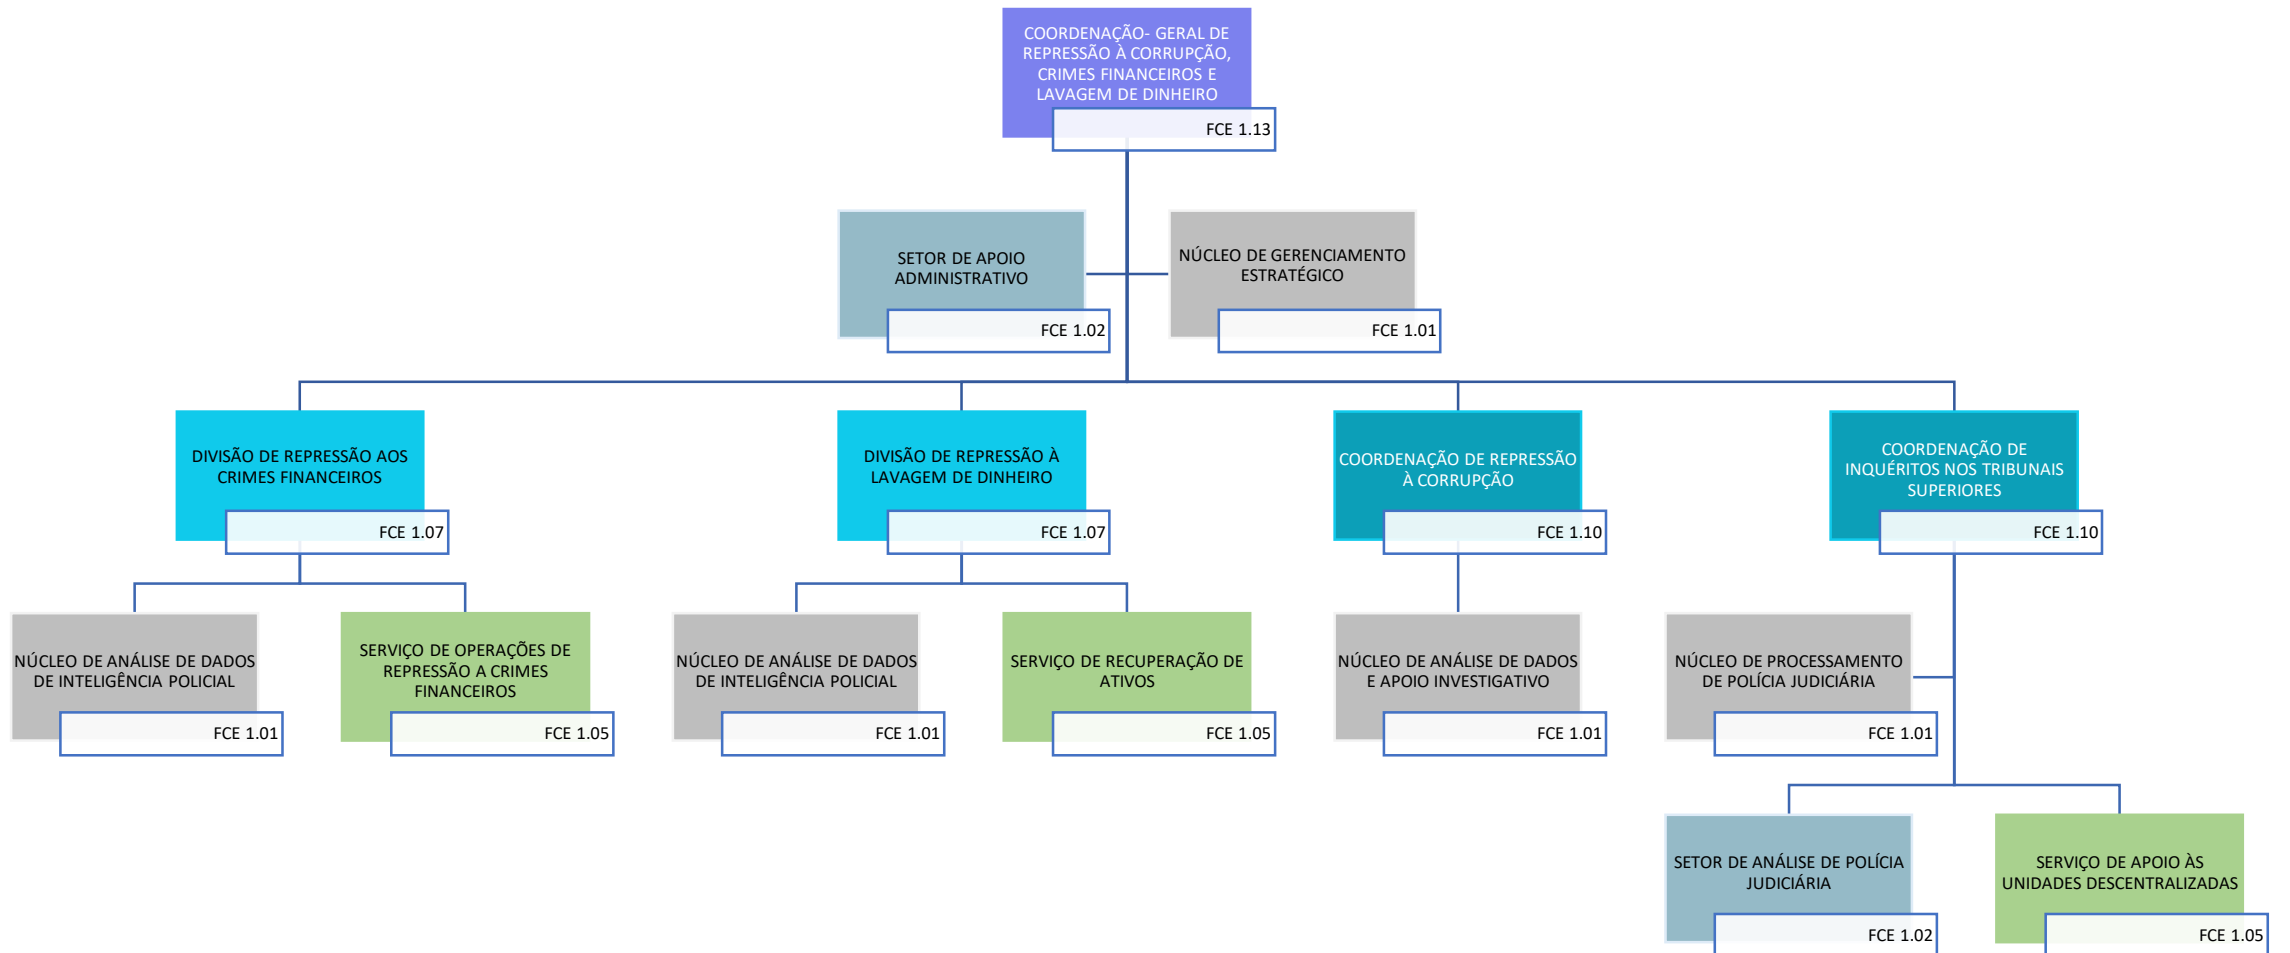 COORDENAÇÃO- GERAL DE
REPRESSÃO À CORRUPÇÃO,
CRIMES FINANCEIROS E
LAVAGEM DE DINHEIRO
FCE 1.13
SETOR DE APOIO
ADMINISTRATIVO
FCE 1.02
NÚCLEO DE GERENCIAMENTO
ESTRATÉGICO
FCE 1.01
DIVISÃO DE REPRESSÃO AOS
CRIMES FINANCEIROS
FCE 1.07
DIVISÃO DE REPRESSÃO À
LAVAGEM DE DINHEIRO
FCE 1.07
COORDENAÇÃO DE REPRESSÃO
À CORRUPÇÃO
FCE 1.10
COORDENAÇÃO DE
INQUÉRITOS NOS TRIBUNAIS
SUPERIORES
FCE 1.10
NÚCLEO DE ANÁLISE DE DADOS
DE INTELIGÊNCIA POLICIAL
FCE 1.01
SERVIÇO DE OPERAÇÕES DE
REPRESSÃO A CRIMES
FINANCEIROS
FCE 1.05
NÚCLEO DE ANÁLISE DE DADOS
DE INTELIGÊNCIA POLICIAL
FCE 1.01
SERVIÇO DE RECUPERAÇÃO DE
ATIVOS
FCE 1.05
NÚCLEO DE ANÁLISE DE DADOS
E APOIO INVESTIGATIVO
FCE 1.01
NÚCLEO DE PROCESSAMENTO
DE POLÍCIA JUDICIÁRIA
FCE 1.01
SETOR DE ANÁLISE DE POLÍCIA
JUDICIÁRIA
FCE 1.02
SERVIÇO DE APOIO ÀS
UNIDADES DESCENTRALIZADAS
FCE 1.05